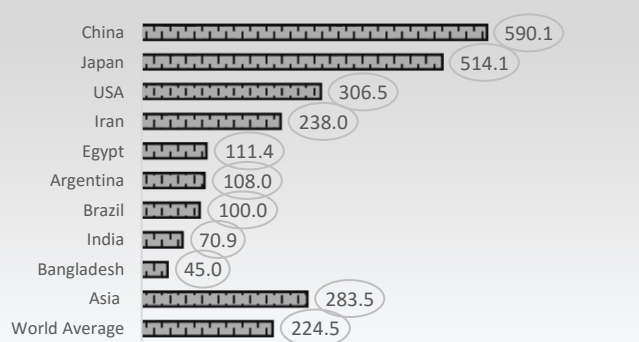 China 590.1
Japan 514.1
USA 306.5
Iran 238.0
Egypt 111.4
Argentina 108.0
Brazil 100.0
India 70.9
Bangladesh 45.0
Asia 283.5
World Average 224.5